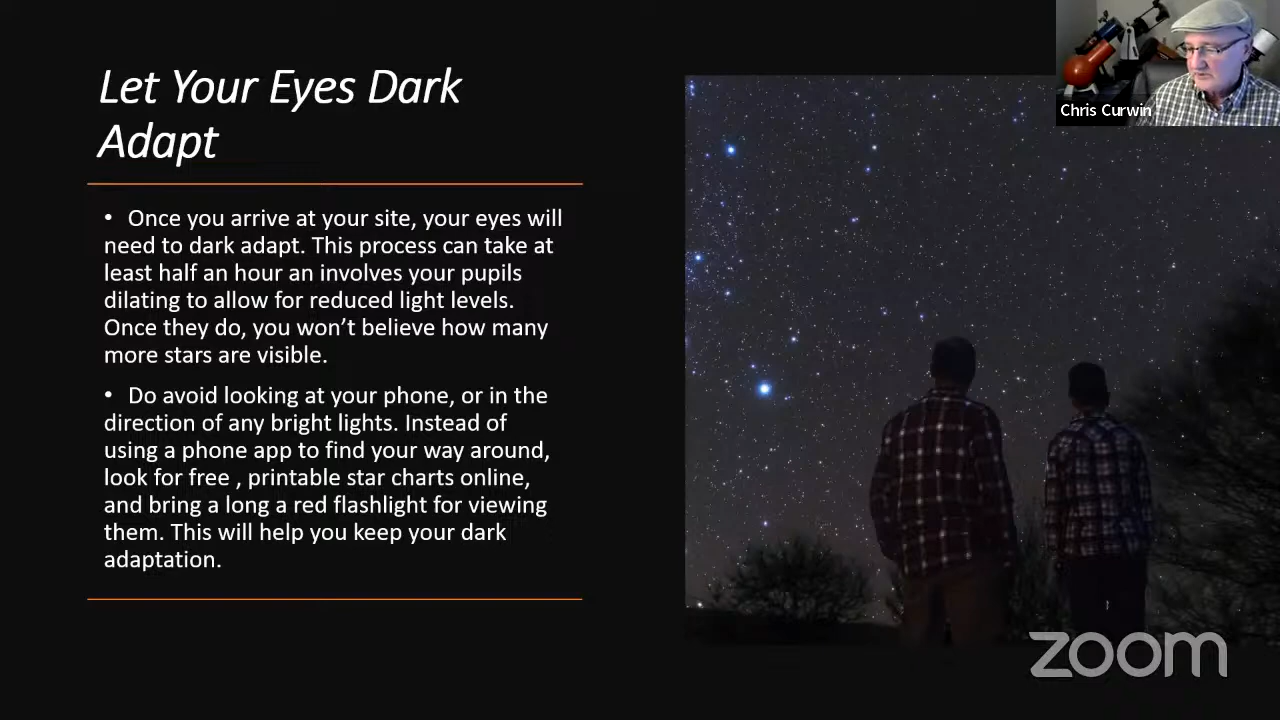 Let Your Eyes Dark
Adapt
• Once you arrive at your site, your eyes will
need to dark adapt. This process can take at
least half an hour an involves your pupils
dilating to allow for reduced light levels.
Once they do, you won’t believe how many
more stars are visible.
• Do avoid looking at your phone, or in the
direction of any bright lights. Instead of
using a phone app to find your way around,
look for free , printable star charts online,
and bring a long a red flashlight for viewing
them. This will help you keep your dark
adaptation.
Chris Curwin
zoom